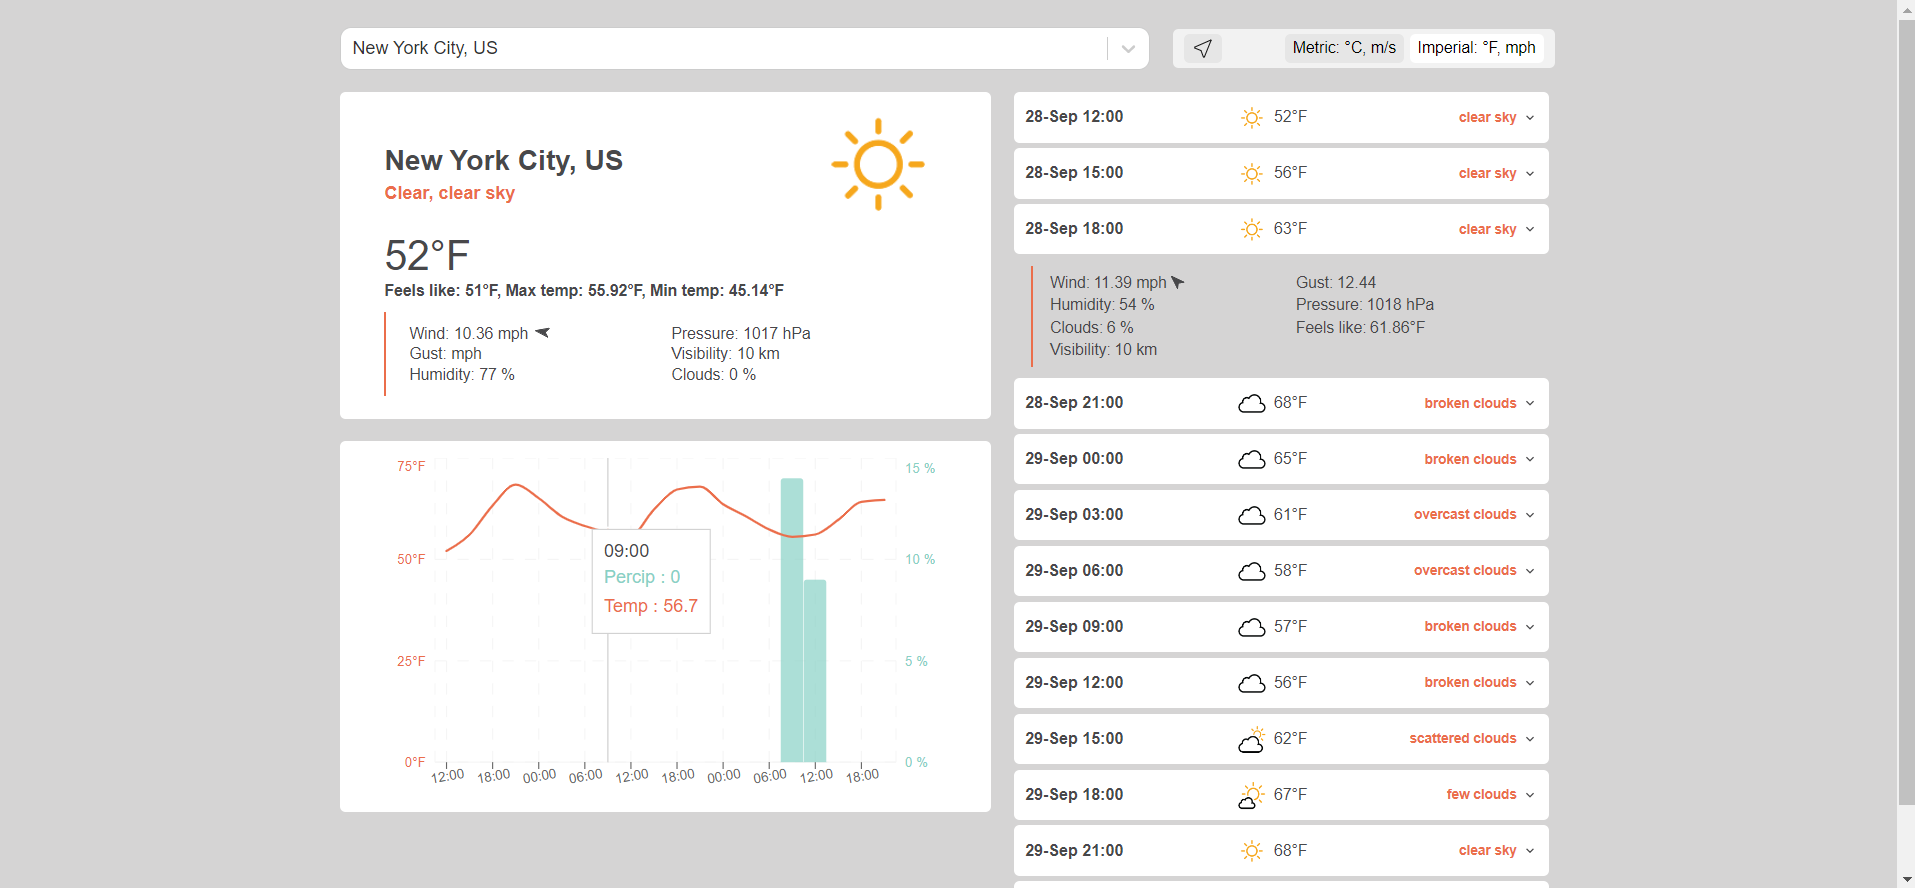 New York City, US
Metric: °C, m/s
Imperial: °F, mph
New York City, US
Clear, clear sky
52°F
Feels like: 51°F, Max temp: 55.92°F, Min temp: 45.14°F
Wind: 10.36 mph
Gust: mph
Humidity: 77 %
Pressure: 1017 hPa
Visibility: 10 km
Clouds: 0 %
75°F
50°F
25°F
0°F
15 %
10 %
5 %
0 %
09:00
Percip : 0
Temp : 56.7
12:00 18:00 00:00 06:00 12:00 18:00 00:00 06:00 12:00 18:00
28-Sep 12:00 52°F clear sky
28-Sep 15:00 56°F clear sky
28-Sep 18:00 63°F clear sky
Wind: 11.39 mph
Humidity: 54 %
Clouds: 6 %
Visibility: 10 km
Gust: 12.44
Pressure: 1018 hPa
Feels like: 61.86°F
28-Sep 21:00 68°F broken clouds
29-Sep 00:00 65°F broken clouds
29-Sep 03:00 61°F overcast clouds
29-Sep 06:00 58°F overcast clouds
29-Sep 09:00 57°F broken clouds
29-Sep 12:00 56°F broken clouds
29-Sep 15:00 62°F scattered clouds
29-Sep 18:00 67°F few clouds
29-Sep 21:00 68°F clear sky